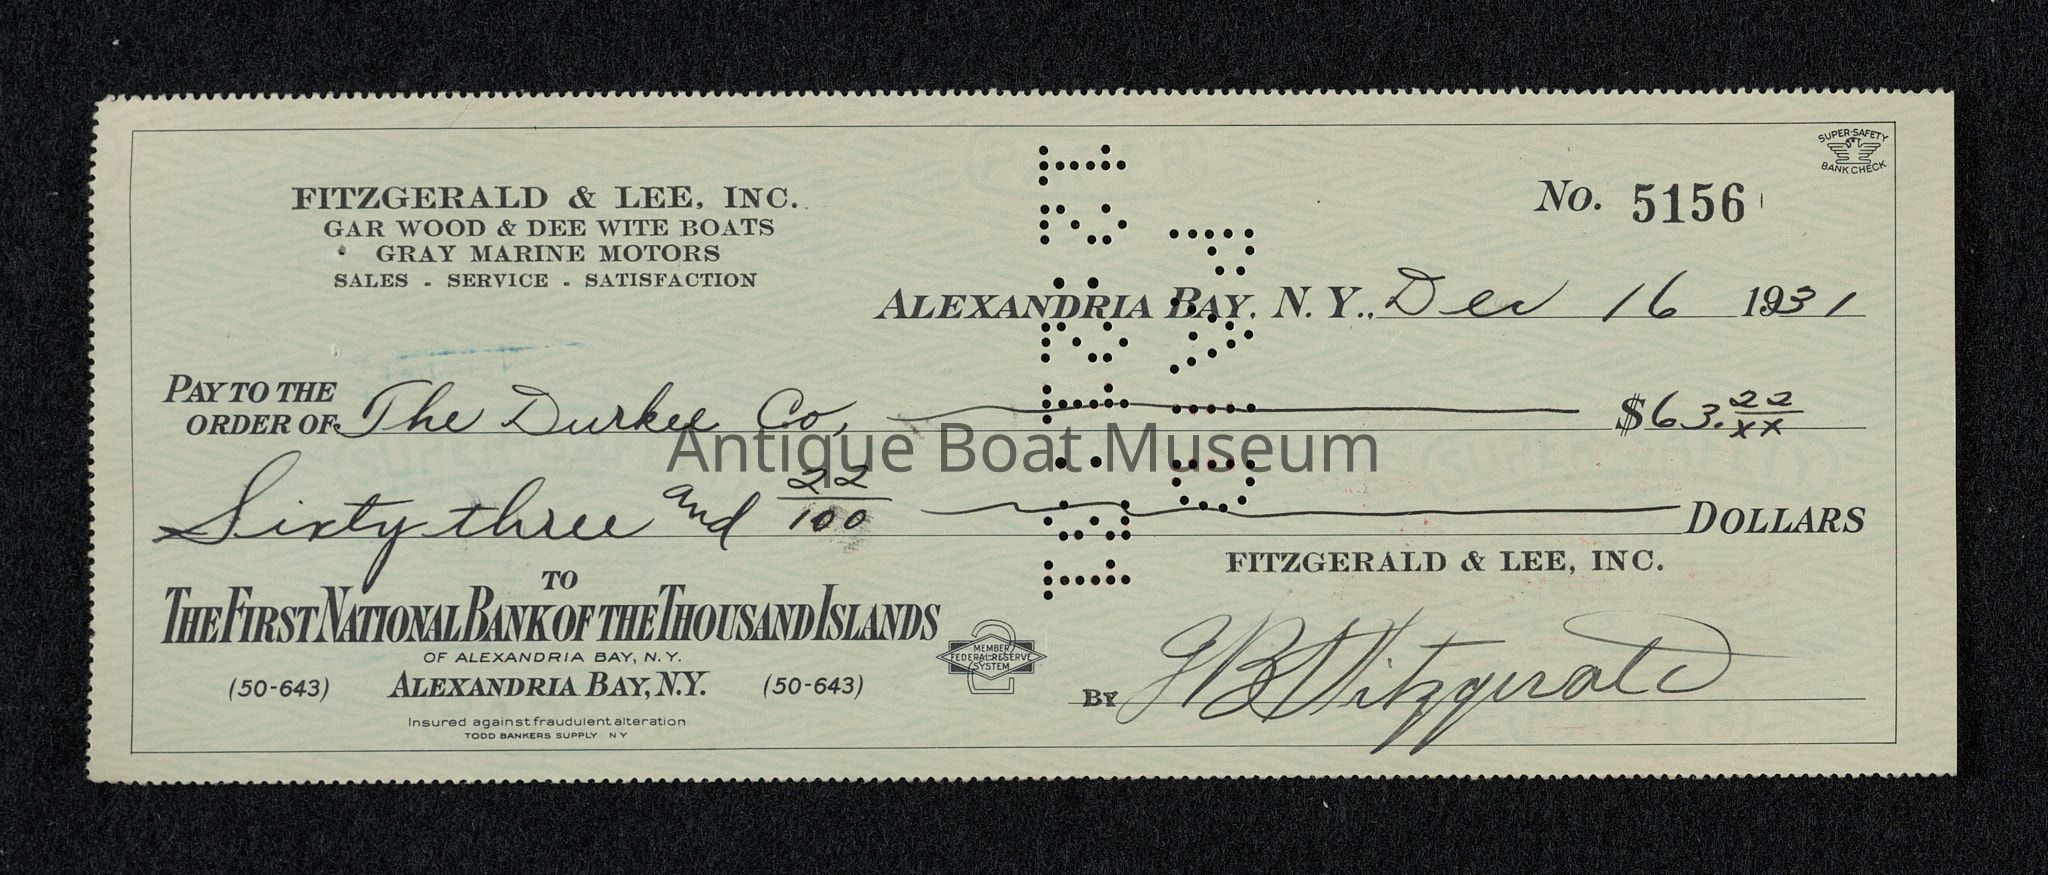 SUPER-SAFETY
BANK CHECK
FITZGERALD & LEE, INC.
GAR WOOD & DEE WITE BOATS
GRAY MARINE MOTORS
SALES - SERVICE - SATISFACTION
No. 5156
ALEXANDRIA BAY, N. Y., Dec 16 1931
PAID
PAY TO THE
ORDER OF The Durkee Co, $63.22/xx
Antique Boat Museum
Sixty three and 22/100 DOLLARS
FITZGERALD & LEE, INC.
TO
THE FIRST NATIONAL BANK OF THE THOUSAND ISLANDS
OF ALEXANDRIA BAY, N. Y.
(50-643) ALEXANDRIA BAY, N.Y. (50-643)
MEMBER
FEDERAL RESERVE
SYSTEM
2
BY Fitzgerald
Insured against fraudulent alteration
TODD BANKERS SUPPLY N Y